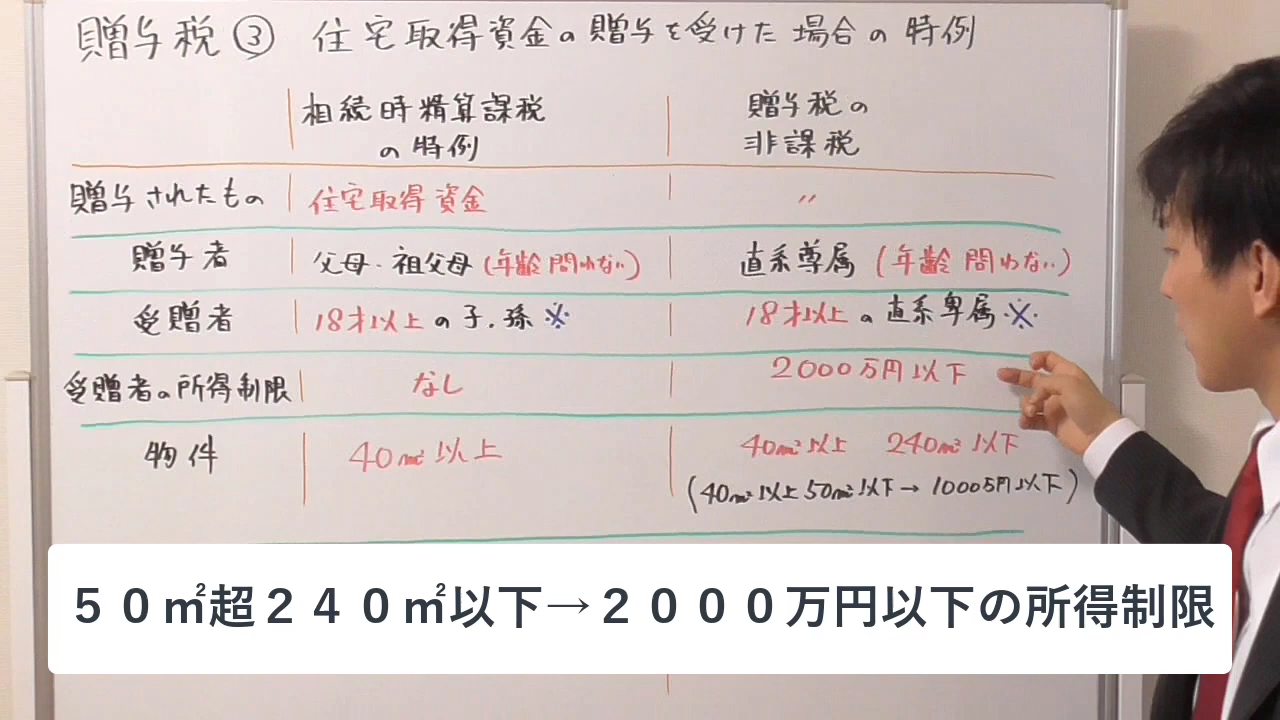 贈与税③ 住宅取得資金の贈与を受けた場合の特例
相続時精算課税の特例
贈与税の非課税
贈与されたもの 住宅取得資金 〃
贈与者 父母・祖父母(年齢問わない) 直系尊属(年齢問わない)
受贈者 18才以上の子・孫※ 18才以上の直系卑属※
受贈者の所得制限 なし 2000万円以下
物件 40㎡以上 40㎡以上 240㎡以下
(40㎡以上50㎡以下→1000万円以下)
５０㎡超２４０㎡以下→２０００万円以下の所得制限